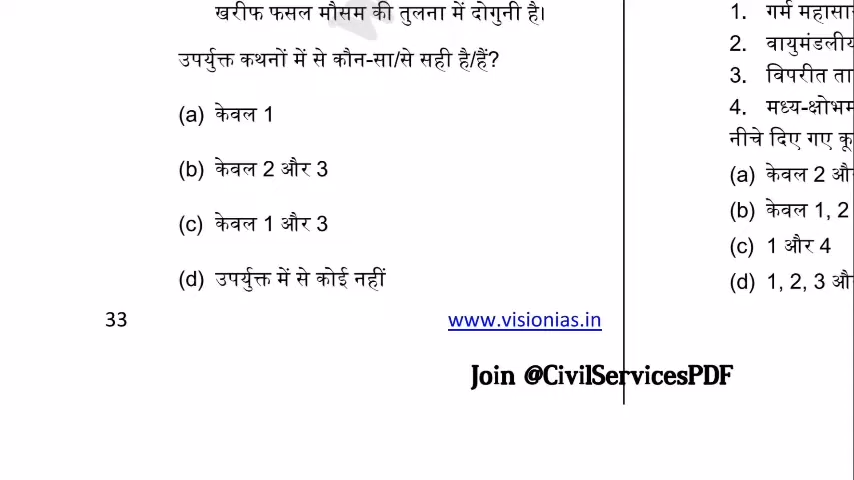 खरीफ फसल मौसम की तुलना में दोगुनी है।
उपर्युक्त कथनों में से कौन-सा/से सही है/हैं?
(a) केवल 1
(b) केवल 2 और 3
(c) केवल 1 और 3
(d) उपर्युक्त में से कोई नहीं
1. गर्म
2.
3. विपरीत
4.
नीचे दिए गए
(a) केवल 2
(b) केवल 1, 2
(c) 1 और 4
(d) 1, 2, 3
33
www.visionias.in
Join @CivilServicesPDF